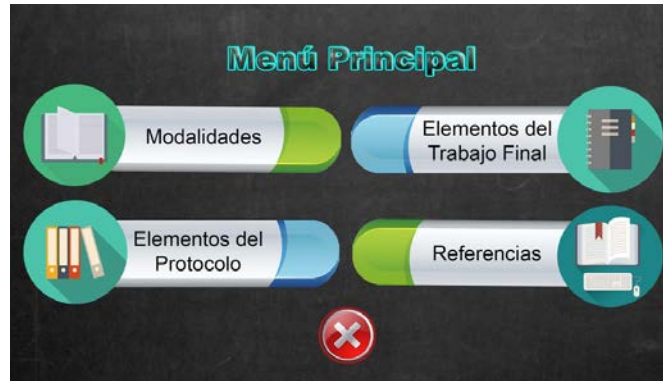 Menú Principal
Modalidades
Elementos del
Trabajo Final
Elementos del
Protocolo
Referencias